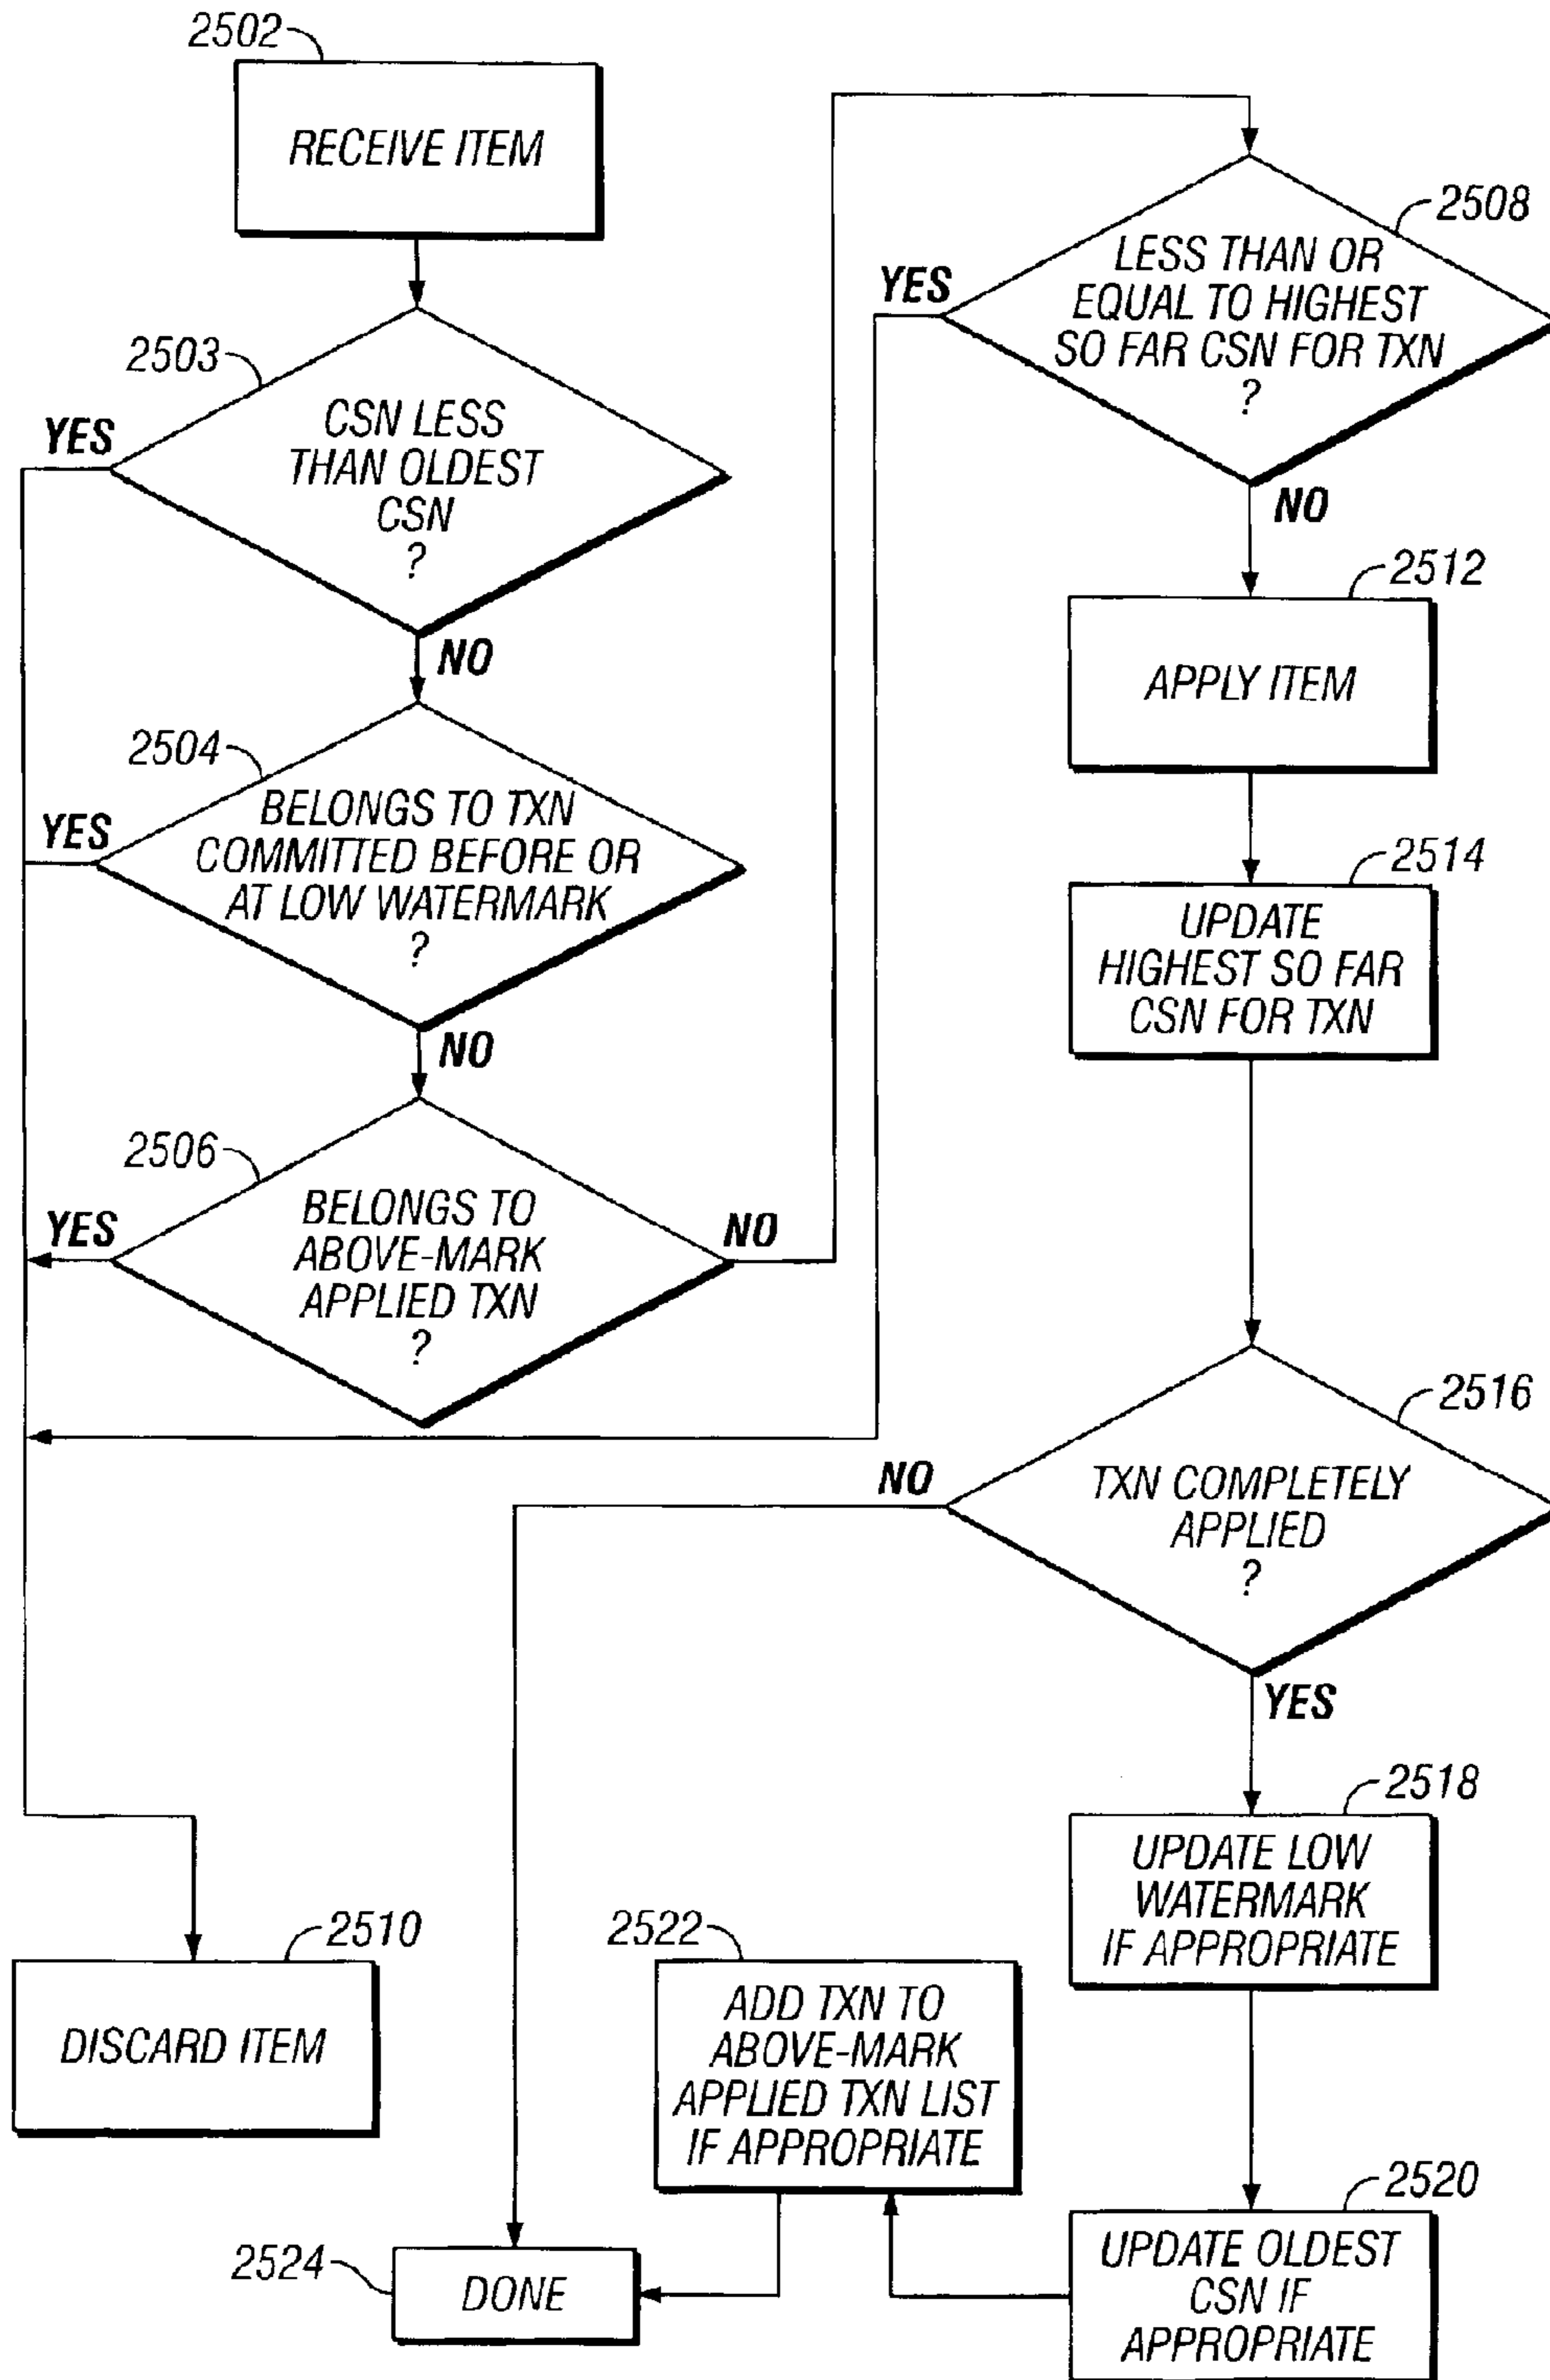 2502
RECEIVE ITEM
2503
CSN LESS
THAN OLDEST
CSN
?
YES
NO
2504
BELONGS TO TXN
COMMITTED BEFORE OR
AT LOW WATERMARK
?
YES
NO
2506
BELONGS TO
ABOVE-MARK
APPLIED TXN
?
YES
NO
2508
LESS THAN OR
EQUAL TO HIGHEST
SO FAR CSN FOR TXN
?
YES
NO
2512
APPLY ITEM
2514
UPDATE
HIGHEST SO FAR
CSN FOR TXN
2516
TXN COMPLETELY
APPLIED
?
NO
YES
2518
UPDATE LOW
WATERMARK
IF APPROPRIATE
2510
DISCARD ITEM
2522
ADD TXN TO
ABOVE-MARK
APPLIED TXN LIST
IF APPROPRIATE
2520
UPDATE OLDEST
CSN IF
APPROPRIATE
2524
DONE